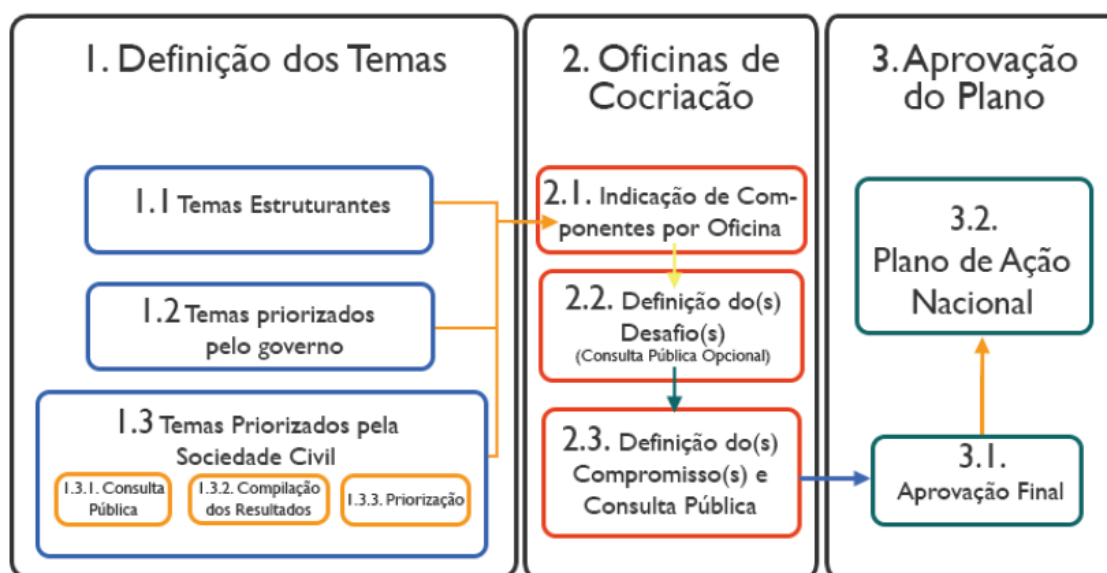 1. Definição dos Temas
1.1 Temas Estruturantes
1.2 Temas priorizados
pelo governo
1.3 Temas Priorizados pela
Sociedade Civil
1.3.1. Consulta
Pública
1.3.2. Compilação
dos Resultados
1.3.3. Priorização
2. Oficinas de
Cocriação
2.1. Indicação de Com-
ponentes por Oficina
2.2. Definição do(s)
Desafio(s)
(Consulta Pública Opcional)
2.3. Definição do(s)
Compromisso(s) e
Consulta Pública
3. Aprovação
do Plano
3.2.
Plano de Ação
Nacional
3.1.
Aprovação Final